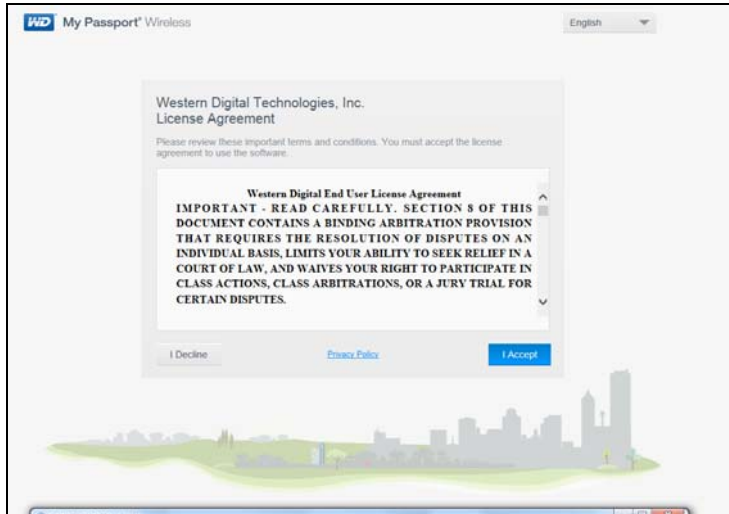 WD My Passport® Wireless
English
Western Digital Technologies, Inc.
License Agreement
Please review these important terms and conditions. You must accept the license
agreement to use the software.
Western Digital End User License Agreement
IMPORTANT - READ CAREFULLY. SECTION 8 OF THIS
DOCUMENT CONTAINS A BINDING ARBITRATION PROVISION
THAT REQUIRES THE RESOLUTION OF DISPUTES ON AN
INDIVIDUAL BASIS, LIMITS YOUR ABILITY TO SEEK RELIEF IN A
COURT OF LAW, AND WAIVES YOUR RIGHT TO PARTICIPATE IN
CLASS ACTIONS, CLASS ARBITRATIONS, OR A JURY TRIAL FOR
CERTAIN DISPUTES.
I Decline
Privacy Policy
I Accept